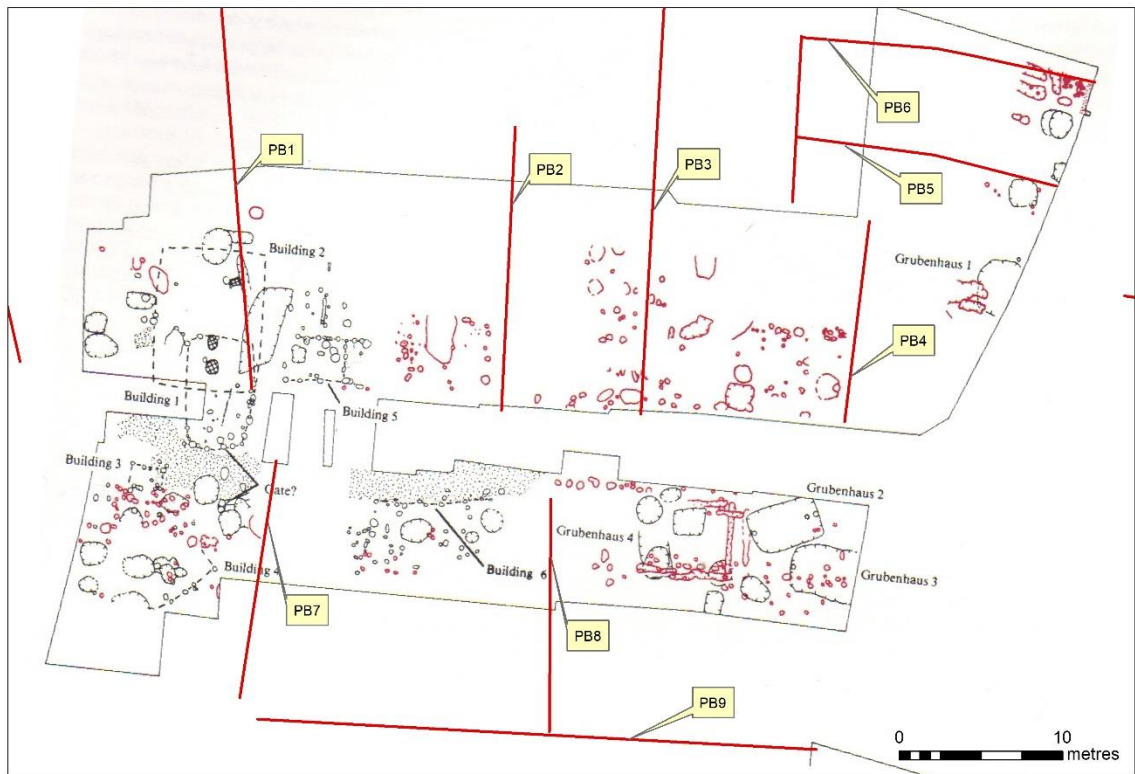 PB6
PB1
PB2
PB3
PB5
Building 2
Grubenhaus 1
PB4
Building 1
Building 5
Building 3
Gate?
Grubenhaus 2
Grubenhaus 4
Building 4
Building 6
Grubenhaus 3
PB7
PB8
PB9
0 10
metres